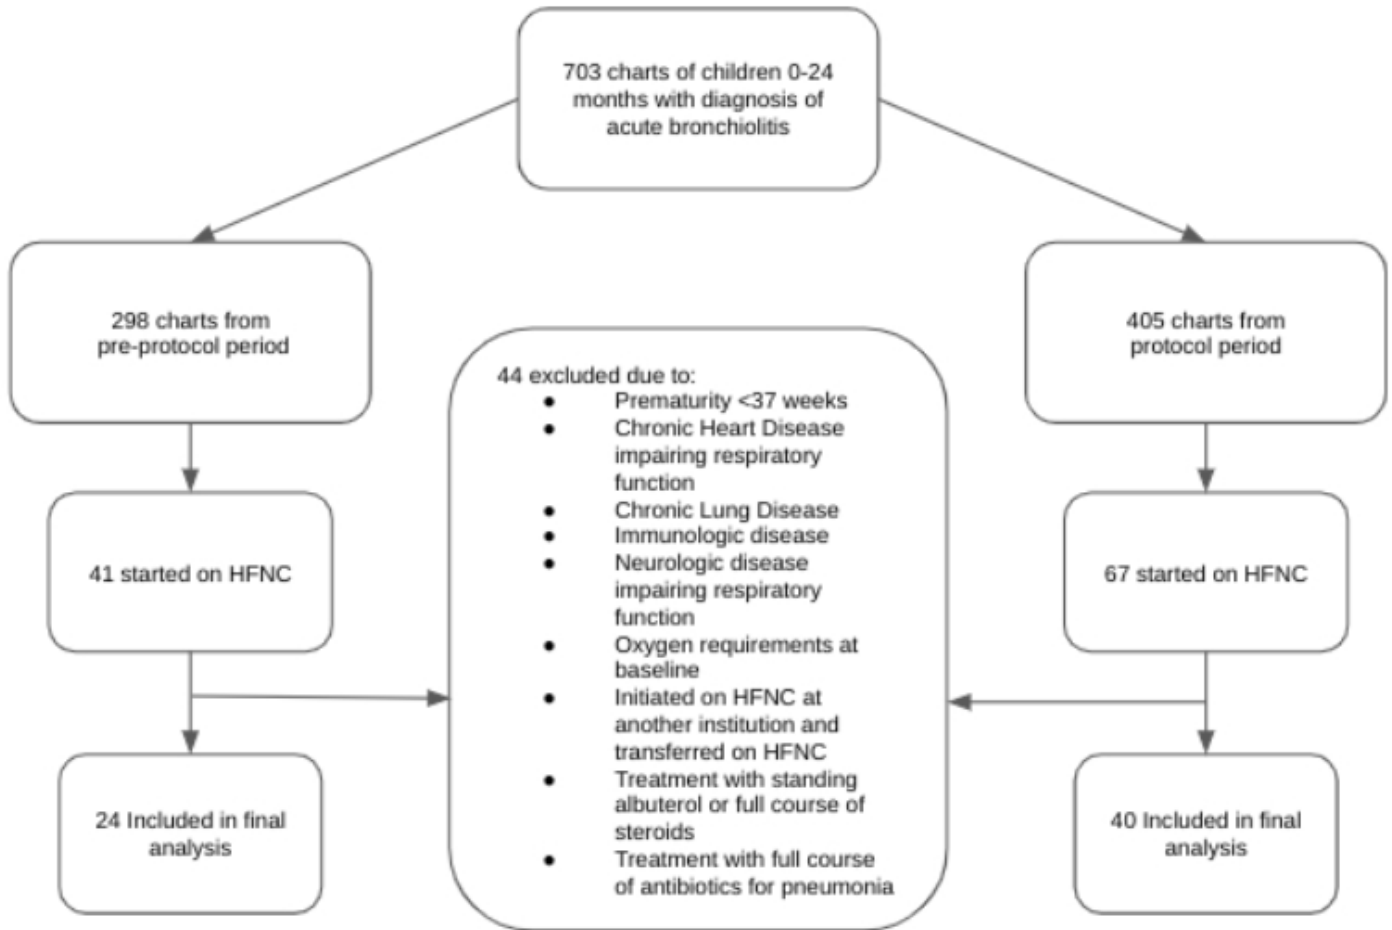 703 charts of children 0-24
months with diagnosis of
acute bronchiolitis
298 charts from
pre-protocol period
405 charts from
protocol period
41 started on HFNC
67 started on HFNC
44 excluded due to:
● Prematurity <37 weeks
● Chronic Heart Disease
impairing respiratory
function
● Chronic Lung Disease
● Immunologic disease
● Neurologic disease
impairing respiratory
function
● Oxygen requirements at
baseline
● Initiated on HFNC at
another institution and
transferred on HFNC
● Treatment with standing
albuterol or full course of
steroids
● Treatment with full course
of antibiotics for pneumonia
24 Included in final
analysis
40 Included in final
analysis